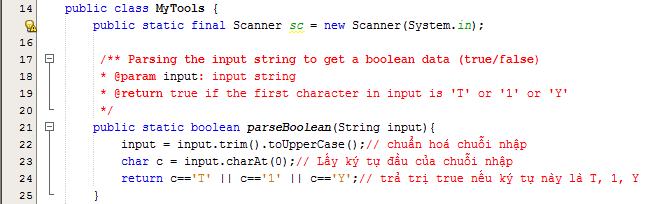 14 public class MyTools {
public static final Scanner sc = new Scanner(System.in);
16
17 /** Parsing the input string to get a boolean data (true/false)
18 * @param input: input string
19 * @return true if the first character in input is 'T' or '1' or 'Y'
20 */
21 public static boolean parseBoolean(String input){
22 input = input.trim().toUpperCase();// chuẩn hoá chuỗi nhập
23 char c = input.charAt(0);// Lấy ký tự đầu của chuỗi nhập
24 return c=='T' || c=='1' || c=='Y';// trả trị true nếu ký tự này là T, 1, Y
25 }